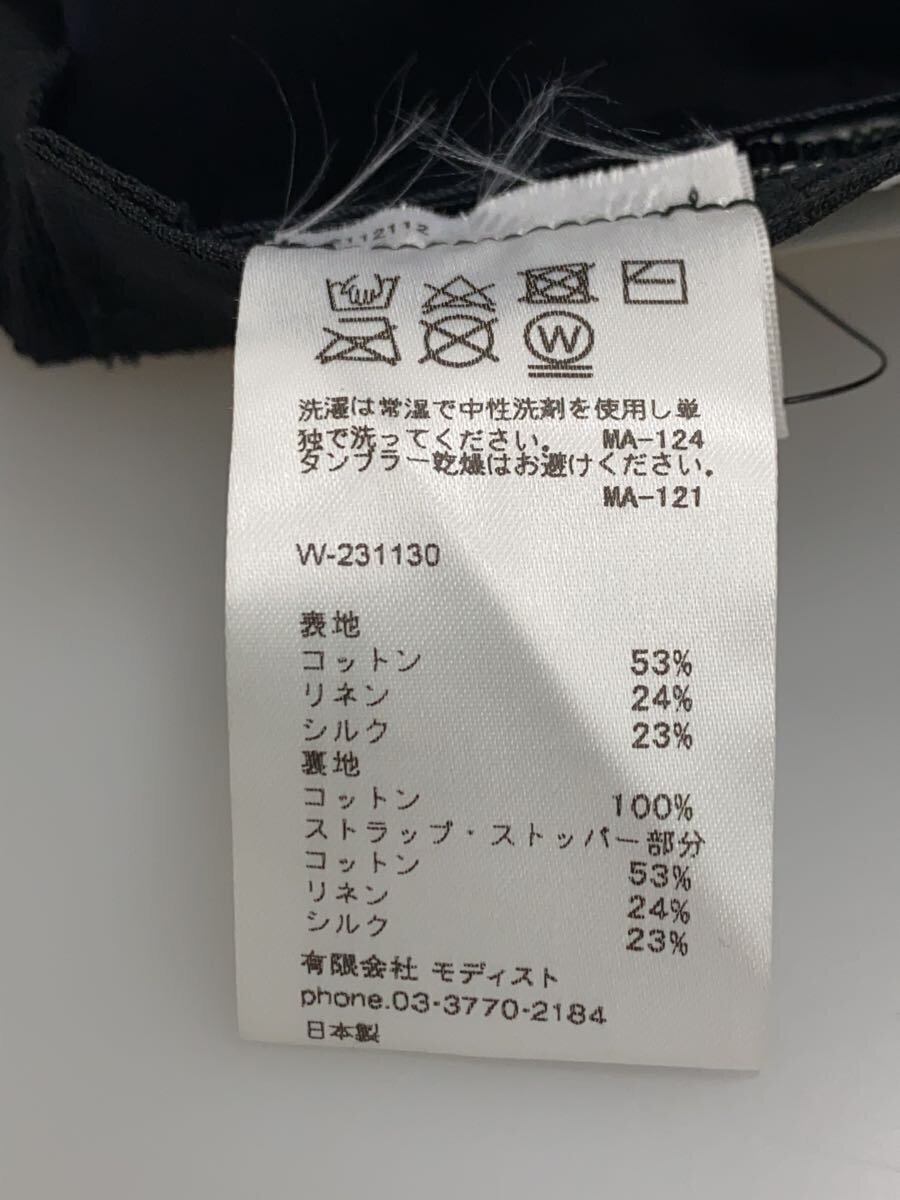 112112
W
洗濯は常温で中性洗剤を使用し単
独で洗ってください。 MA-124
タンブラー乾燥はお避けください。
MA-121
W-231130
表地
コットン 53%
リネン 24%
シルク 23%
裏地
コットン 100%
ストラップ・ストッパー部分
コットン 53%
リネン 24%
シルク 23%
有限会社 モディスト
phone.03-3770-2184
日本製